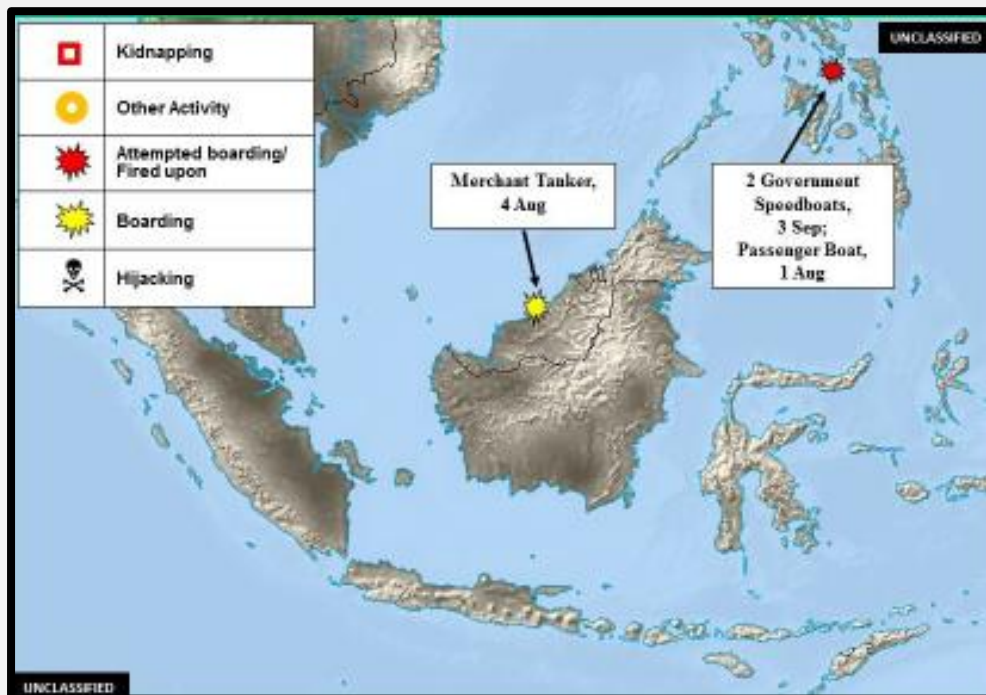 UNCLASSIFIED
Kidnapping
Other Activity
Attempted boarding/
Fired upon
Boarding
Hijacking
Merchant Tanker,
4 Aug
2 Government
Speedboats,
3 Sep;
Passenger Boat,
1 Aug
UNCLASSIFIED